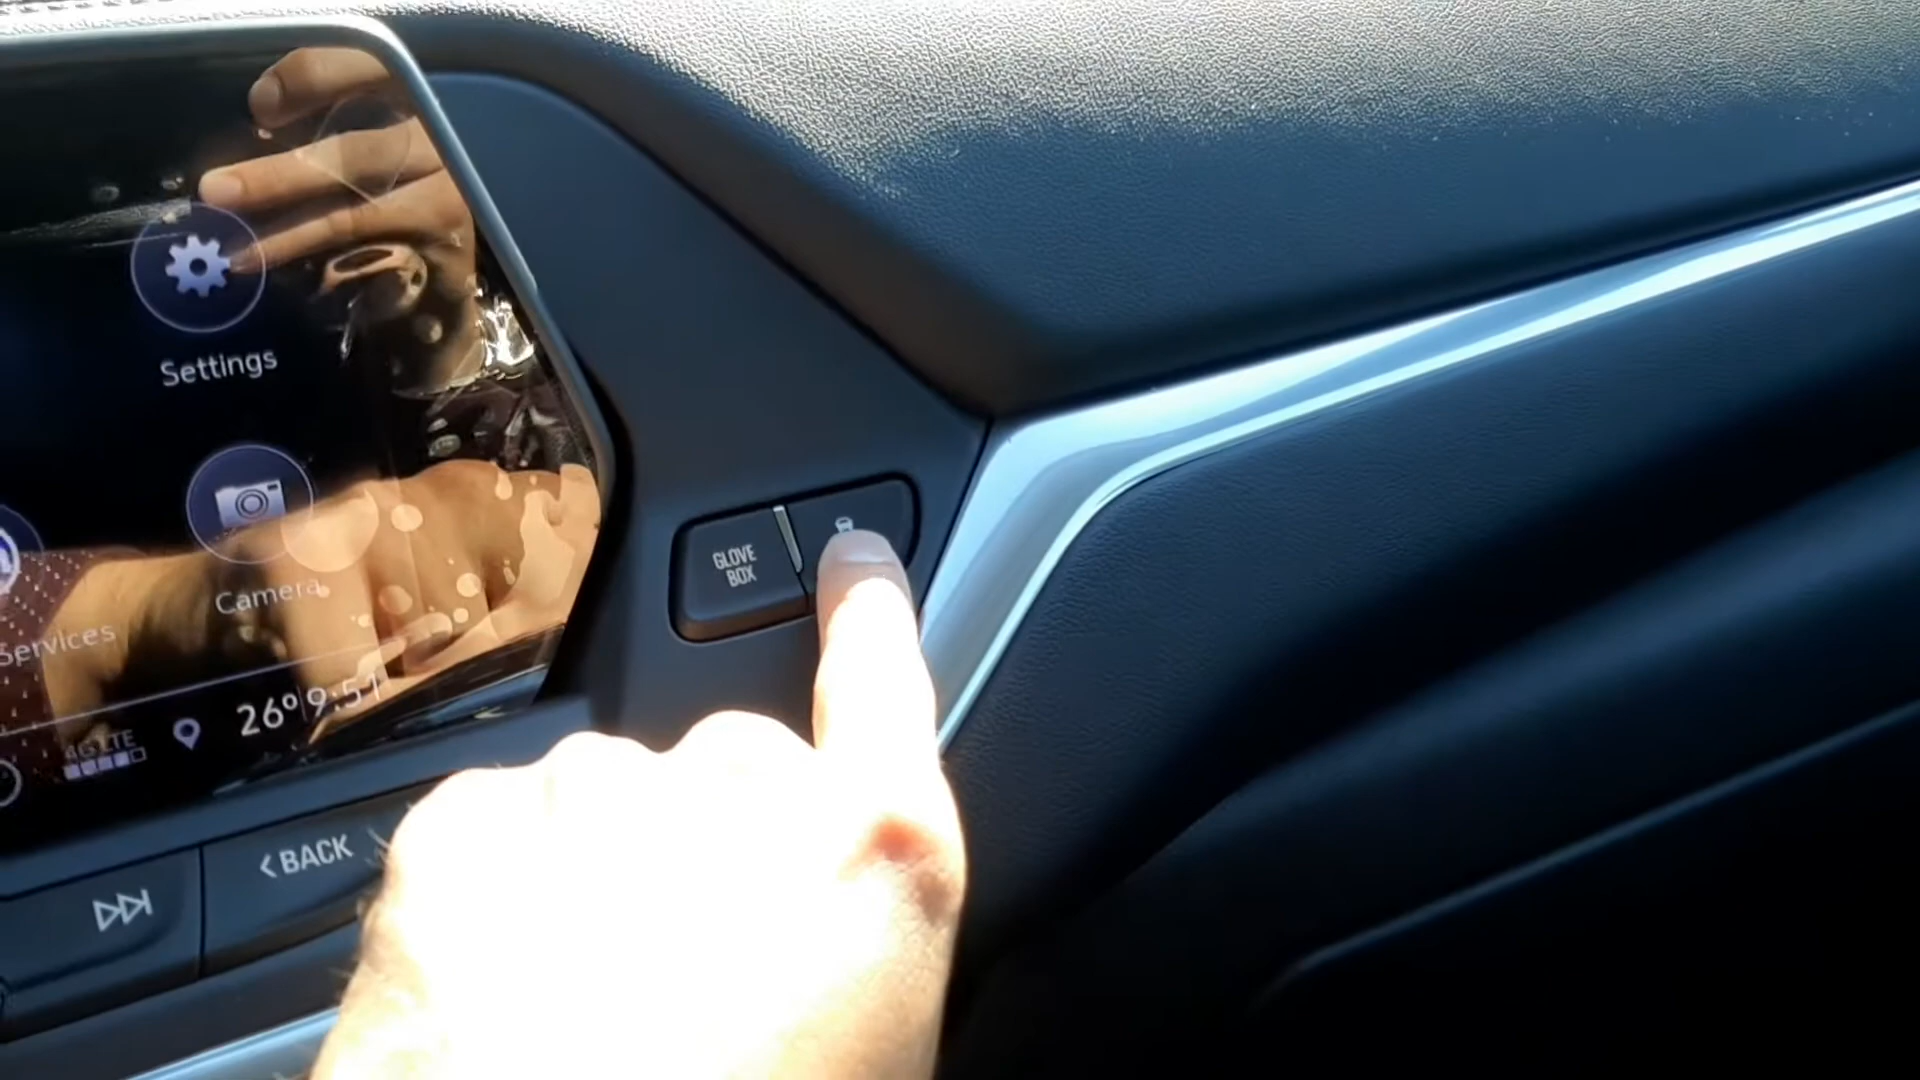 Settings
Camera
Services
4G LTE
26° 9:51
GLOVE
BOX
BACK